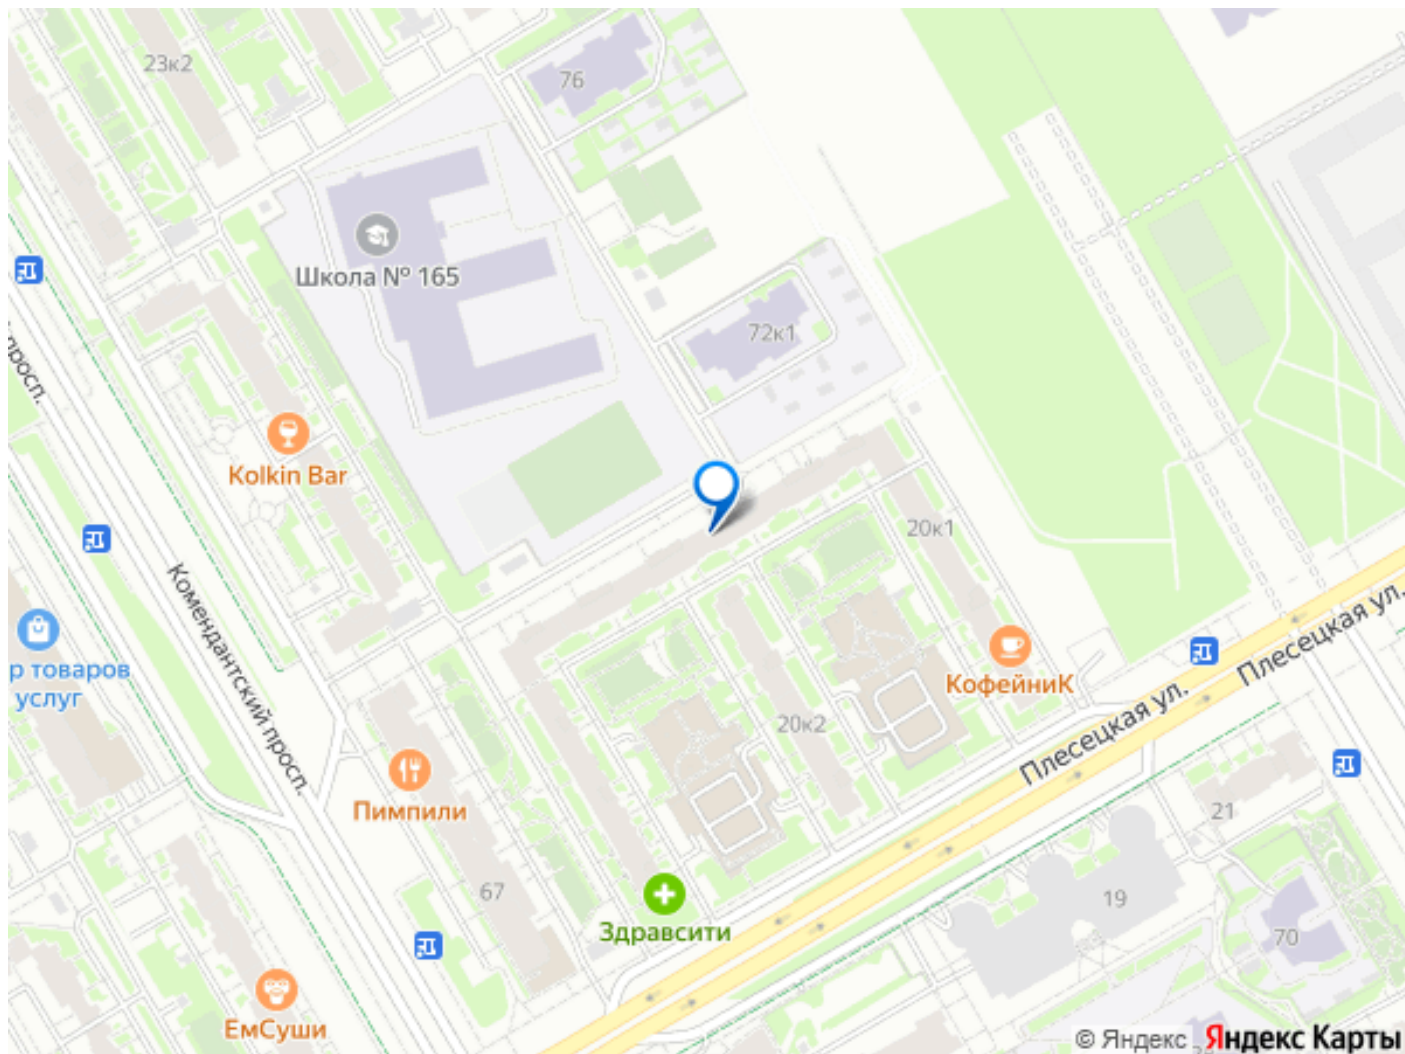 23к2
76
Школа № 165
72к1
просп.
Kolkin Bar
20к1
Комендантский просп.
р товаров
услуг
КофейниК
Плесецкая ул.
Плесецкая ул.
20к2
Пимпили
21
67
19
Здравсити
70
ЕмСуши
© Яндекс Яндекс Карты